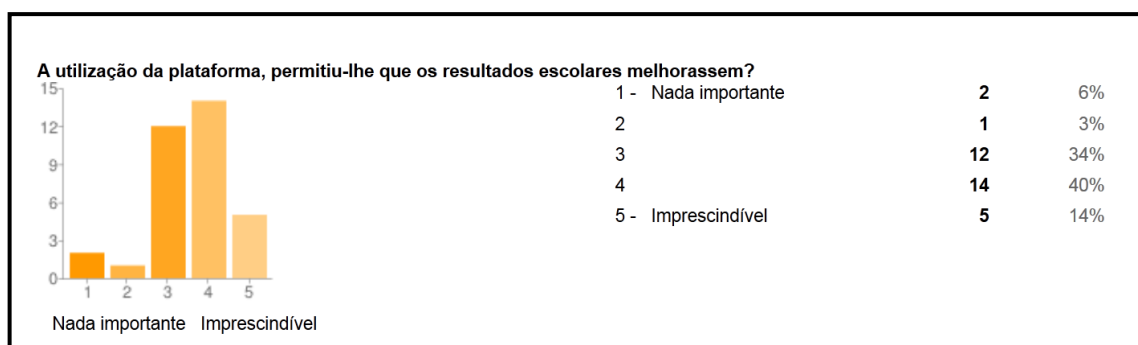 A utilização da plataforma, permitiu-lhe que os resultados escolares melhorassem?
15
12
9
6
3
0
1 2 3 4 5
Nada importante Imprescindível
1 - Nada importante 2 6%
2 1 3%
3 12 34%
4 14 40%
5 - Imprescindível 5 14%